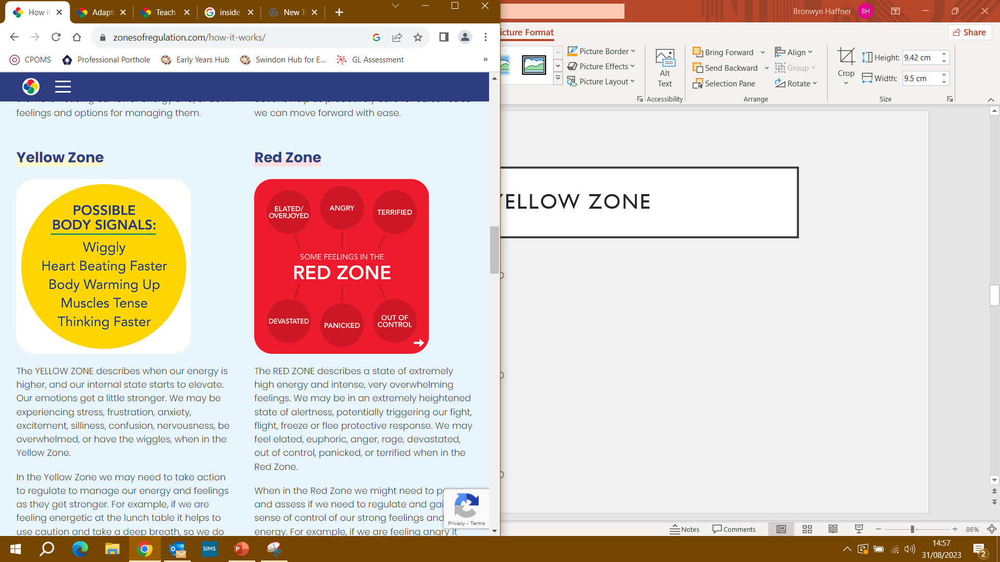 How it
Adapti
Teach
inside
New T
zonesofregulation.com/how-it-works/
CPOMS
Professional Porthole
Early Years Hub
Swindon Hub for E...
GL Assessment
»
feelings and options for managing them.
we can move forward with ease.
Yellow Zone
POSSIBLE
BODY SIGNALS:
Wiggly
Heart Beating Faster
Body Warming Up
Muscles Tense
Thinking Faster
The YELLOW ZONE describes when our energy is
higher, and our internal state starts to elevate.
Our emotions get a little stronger. We may be
experiencing stress, frustration, anxiety,
excitement, silliness, confusion, nervousness, be
overwhelmed, or have the wiggles, when in the
Yellow Zone.
In the Yellow Zone we may need to take action
to regulate to manage our energy and feelings
as they get stronger. For example, if we are
feeling energetic at the lunch table it helps to
use caution and take a deep breath, so we do
Red Zone
ELATED/
OVERJOYED
ANGRY
TERRIFIED
SOME FEELINGS IN THE
RED ZONE
DEVASTATED
PANICKED
OUT OF
CONTROL
The RED ZONE describes a state of extremely
high energy and intense, very overwhelming
feelings. We may be in an extremely heightened
state of alertness, potentially triggering our fight,
flight, freeze or flee protective response. We may
feel elated, euphoric, anger, rage, devastated,
out of control, panicked, or terrified when in the
Red Zone.
When in the Red Zone we might need to
and assess if we need to regulate and
sense of control of our strong feelings and
energy. For example, if we are feeling angry it
Privacy - Terms
Bronwyn Haffner
BH
icture Format
Share
Picture Border
Picture Effects
Picture Layout
Alt
Text
Accessibility
Bring Forward
Send Backward
Selection Pane
Align
Group
Rotate
Arrange
Crop
Height: 9.42 cm
Width: 9.5 cm
Size
YELLOW ZONE
Notes
Comments
86%
SIMS
14:57
31/08/2023
2